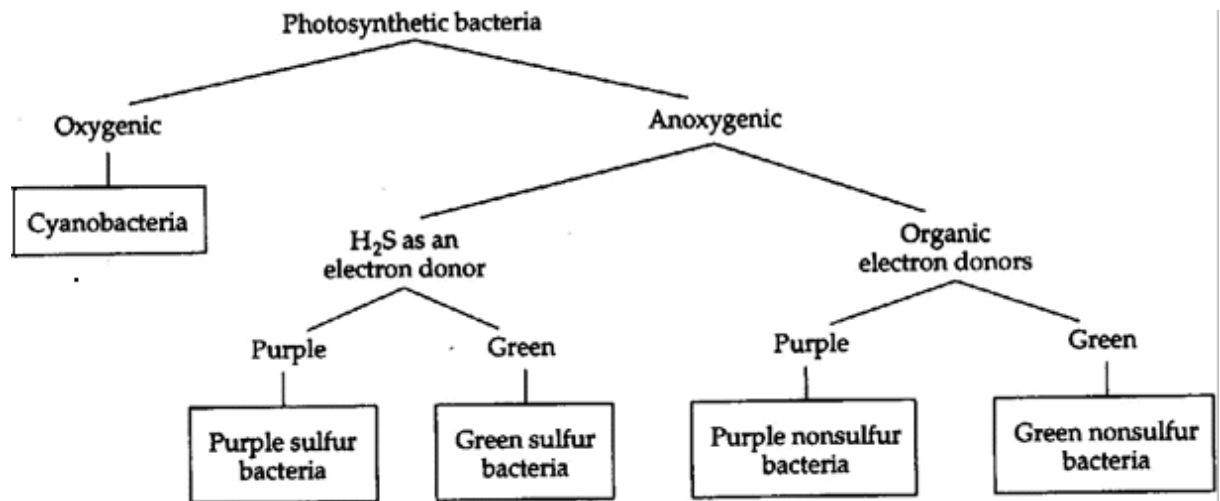 Photosynthetic bacteria
Oxygenic
Anoxygenic
Cyanobacteria
H₂S as an
electron donor
Organic
electron donors
Purple
Green
Purple
Green
Purple sulfur
bacteria
Green sulfur
bacteria
Purple nonsulfur
bacteria
Green nonsulfur
bacteria